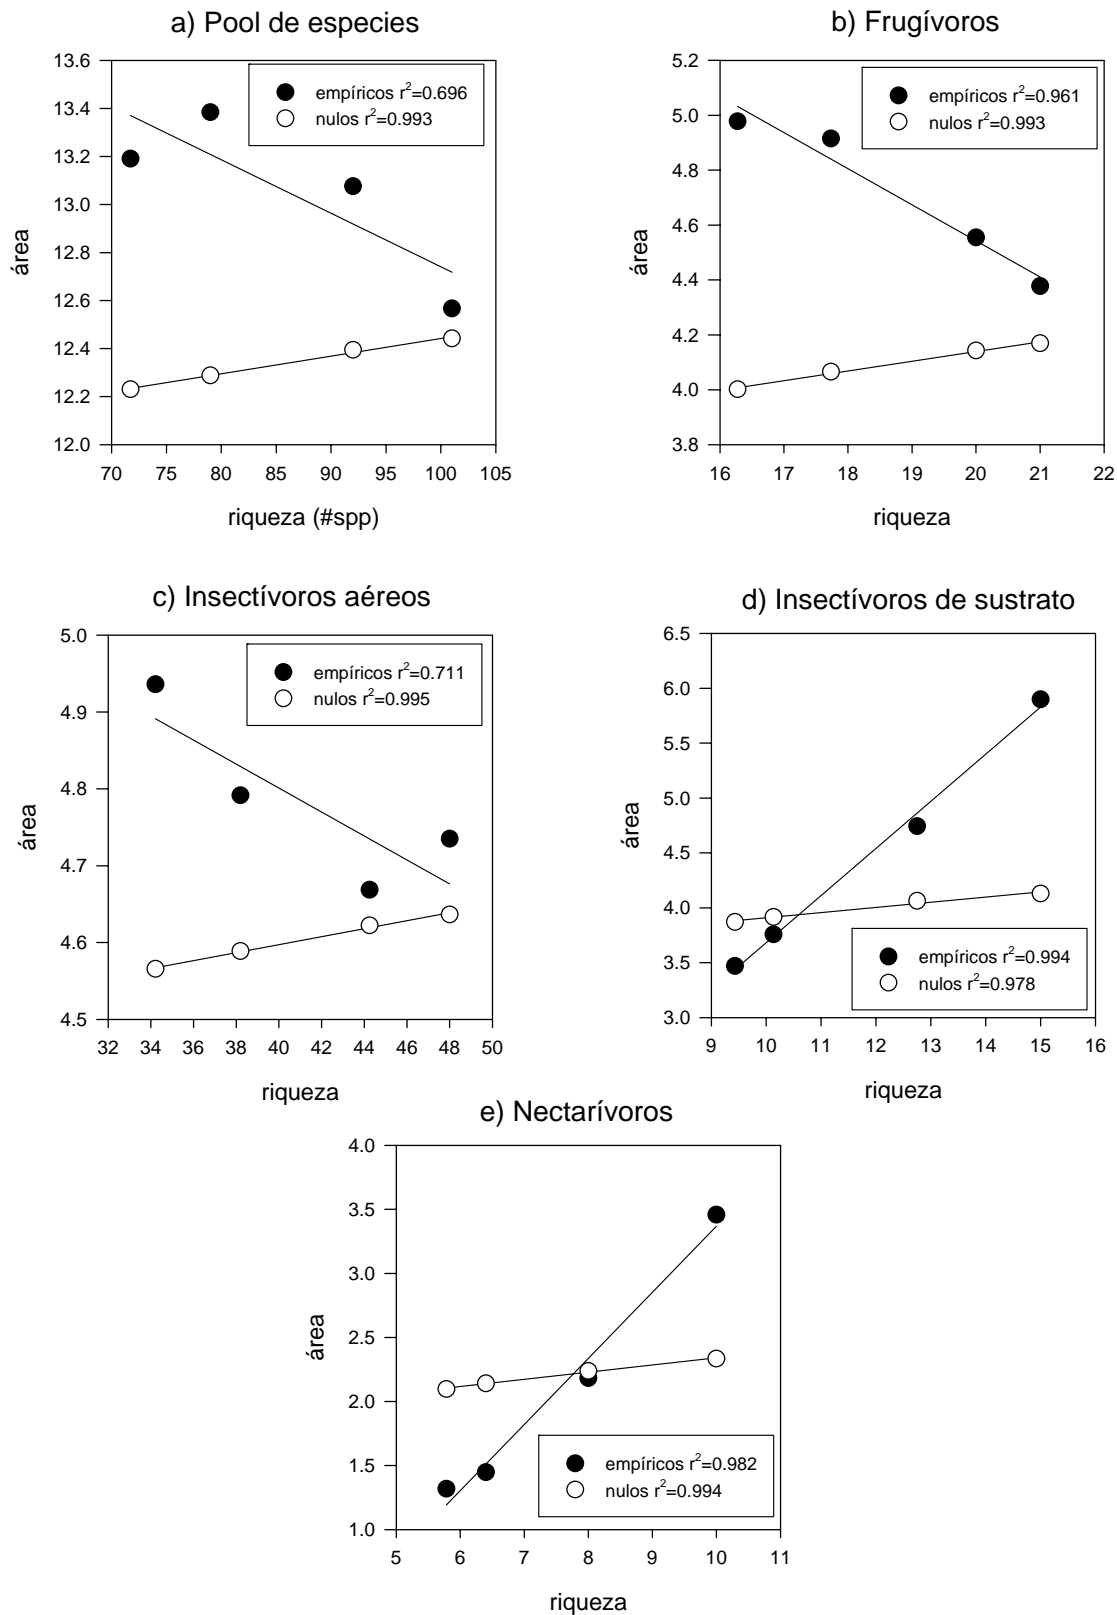 a) Pool de especies
empíricos r²=0.696
nulos r²=0.993
13.6
13.4
13.2
13.0
12.8
12.6
12.4
12.2
12.0
área
70 75 80 85 90 95 100 105
riqueza (#spp)
b) Frugívoros
empíricos r²=0.961
nulos r²=0.993
5.2
5.0
4.8
4.6
4.4
4.2
4.0
3.8
área
16 17 18 19 20 21 22
riqueza
c) Insectívoros aéreos
empíricos r²=0.711
nulos r²=0.995
5.0
4.9
4.8
4.7
4.6
4.5
área
32 34 36 38 40 42 44 46 48 50
riqueza
d) Insectívoros de sustrato
6.5
6.0
5.5
5.0
4.5
4.0
3.5
3.0
área
empíricos r²=0.994
nulos r²=0.978
9 10 11 12 13 14 15 16
riqueza
e) Nectarívoros
4.0
3.5
3.0
2.5
2.0
1.5
1.0
área
empíricos r²=0.982
nulos r²=0.994
5 6 7 8 9 10 11
riqueza